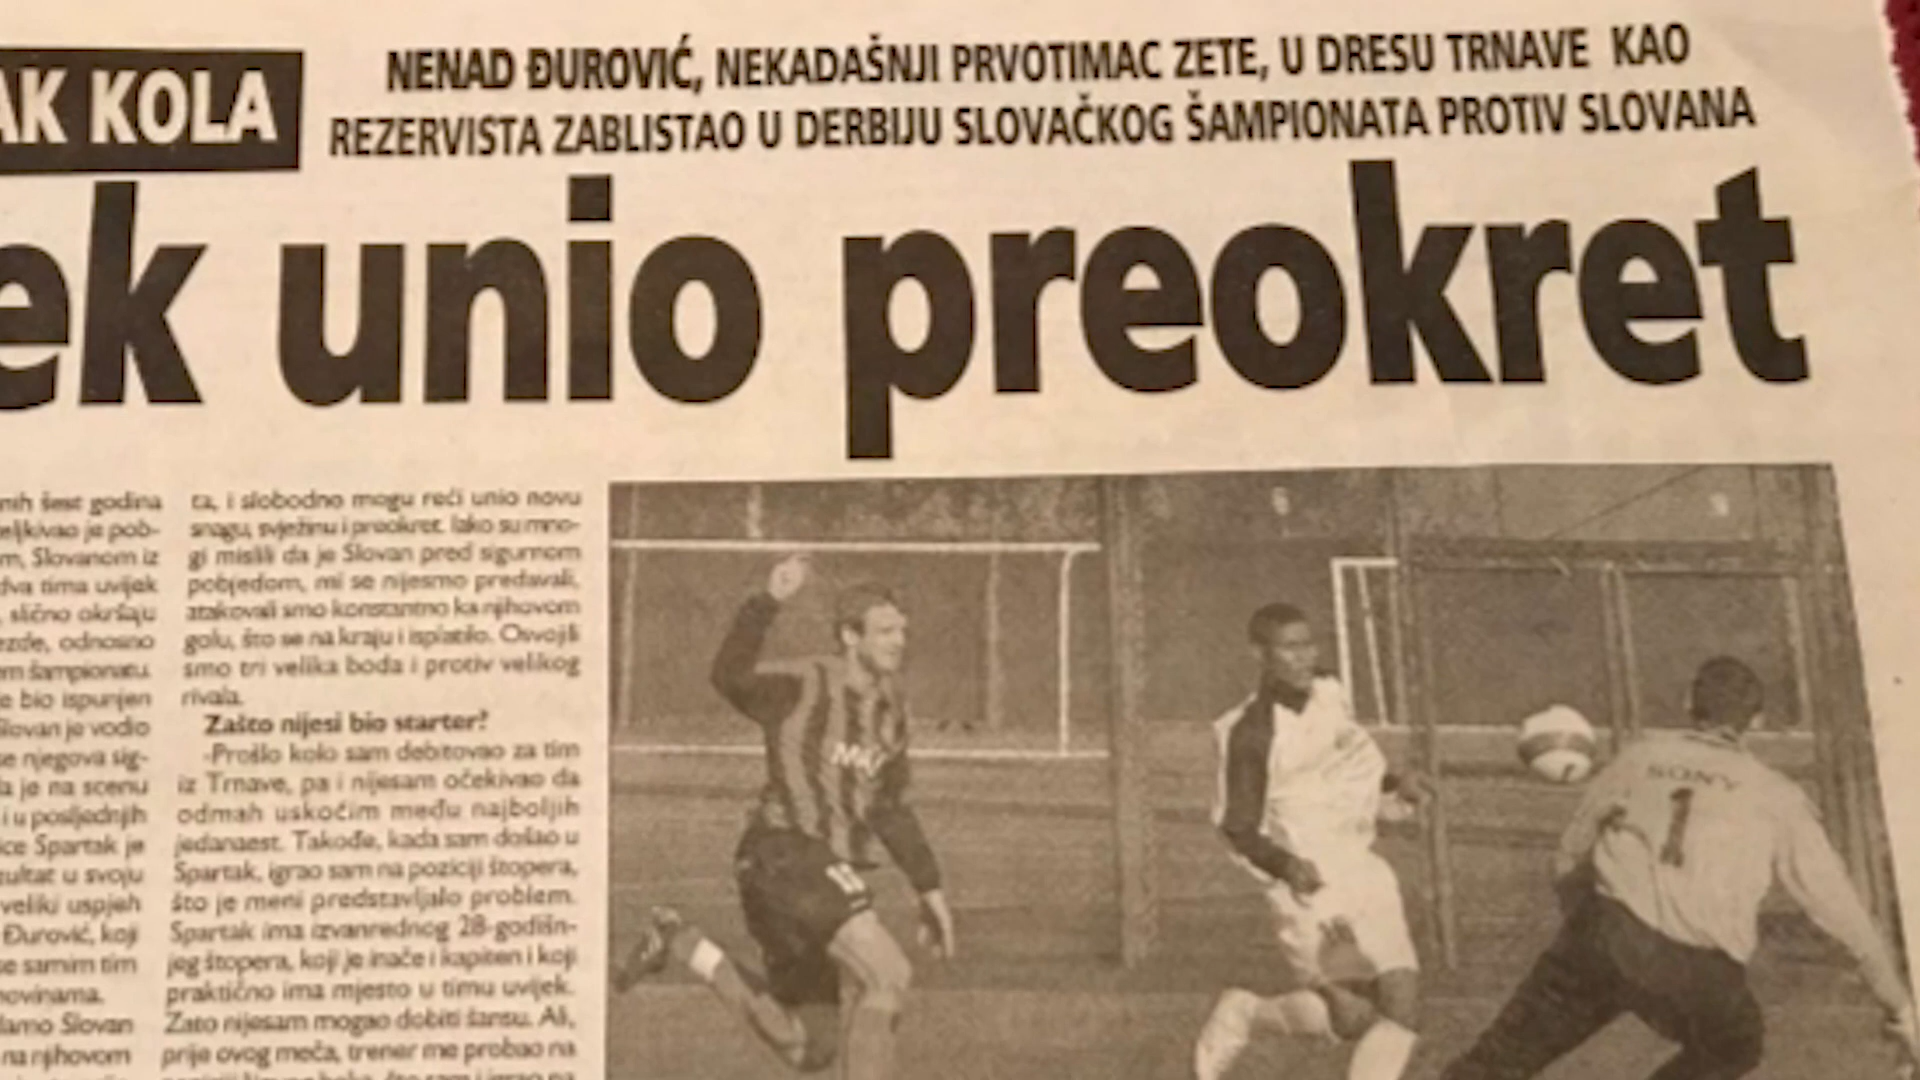 AK KOLA
NENAD ĐUROVIĆ, NEKADAŠNJI PRVOTIMAC ZETE, U DRESU TRNAVE KAO
REZERVISTA ZABLISTAO U DERBIJU SLOVAČKOG ŠAMPIONATA PROTIV SLOVANA
ek unio preokret
nih šest godina
eljkivao je pob-
m, Slovanom iz
dva tima uvijek
, slično okršaju
ezde, odnosno
em šampionatu.
e bio ispunjen
Slovan je vodio
se njegova sig-
la je na scenu
i u posljednjih
ice Spartak je
zultat u svoju
veliki uspjeh
Đurović, koji
se samim tim
novinama.
lamo Slovan
na njihovom
ta, i slobodno mogu reći unio novu
snagu, svježinu i preokret. Iako su mno-
gi mislili da je Slovan pred sigurnom
pobjedom, mi se nijesmo predavali,
atakovali smo konstantno ka njihovom
golu, što se na kraju i isplatilo. Osvojili
smo tri velika boda i protiv velikog
rivala.
Zašto nijesi bio starter?
-Prošlo kolo sam debitovao za tim
iz Trnave, pa i nijesam očekivao da
odmah uskočim među najboljih
jedanaest. Takođe, kada sam došao u
Spartak, igrao sam na poziciji štopera,
što je meni predstavljalo problem.
Spartak ima izvanrednog 28-godišn-
jeg štopera, koji je inače i kapiten i koji
praktično ima mjesto u timu uvijek.
Zato nijesam mogao dobiti šansu. Ali,
prije ovog meča, trener me probao na
SONY
1